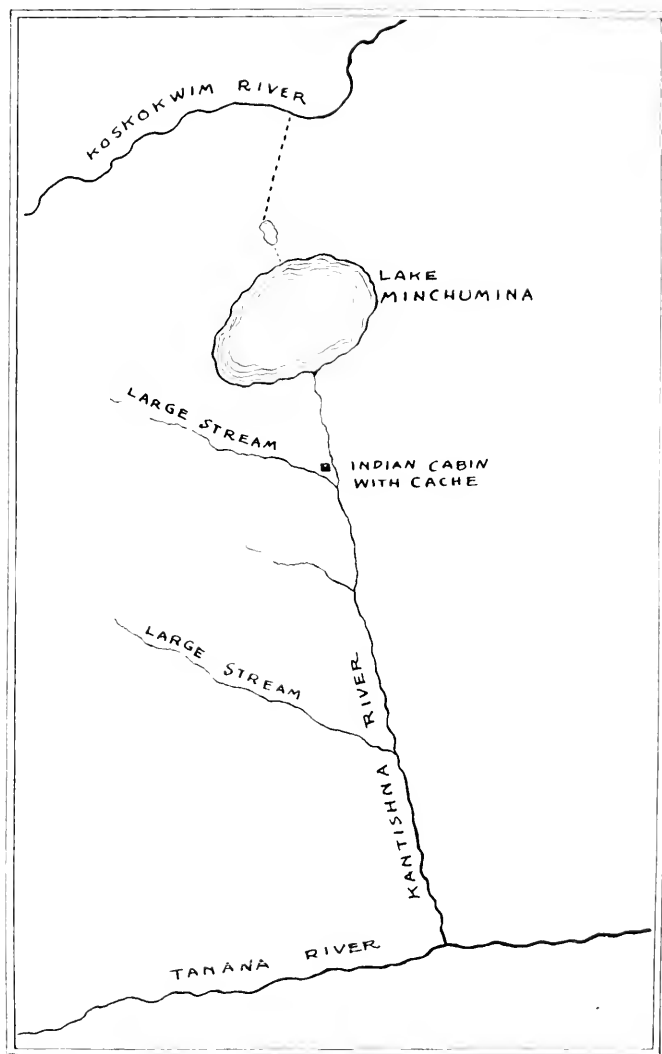 KOSKOKWIM RIVER
LAKE
MINCHUMINA
LARGE STREAM
INDIAN CABIN
WITH CACHE
LARGE STREAM
KANTISHNA RIVER
TANANA RIVER